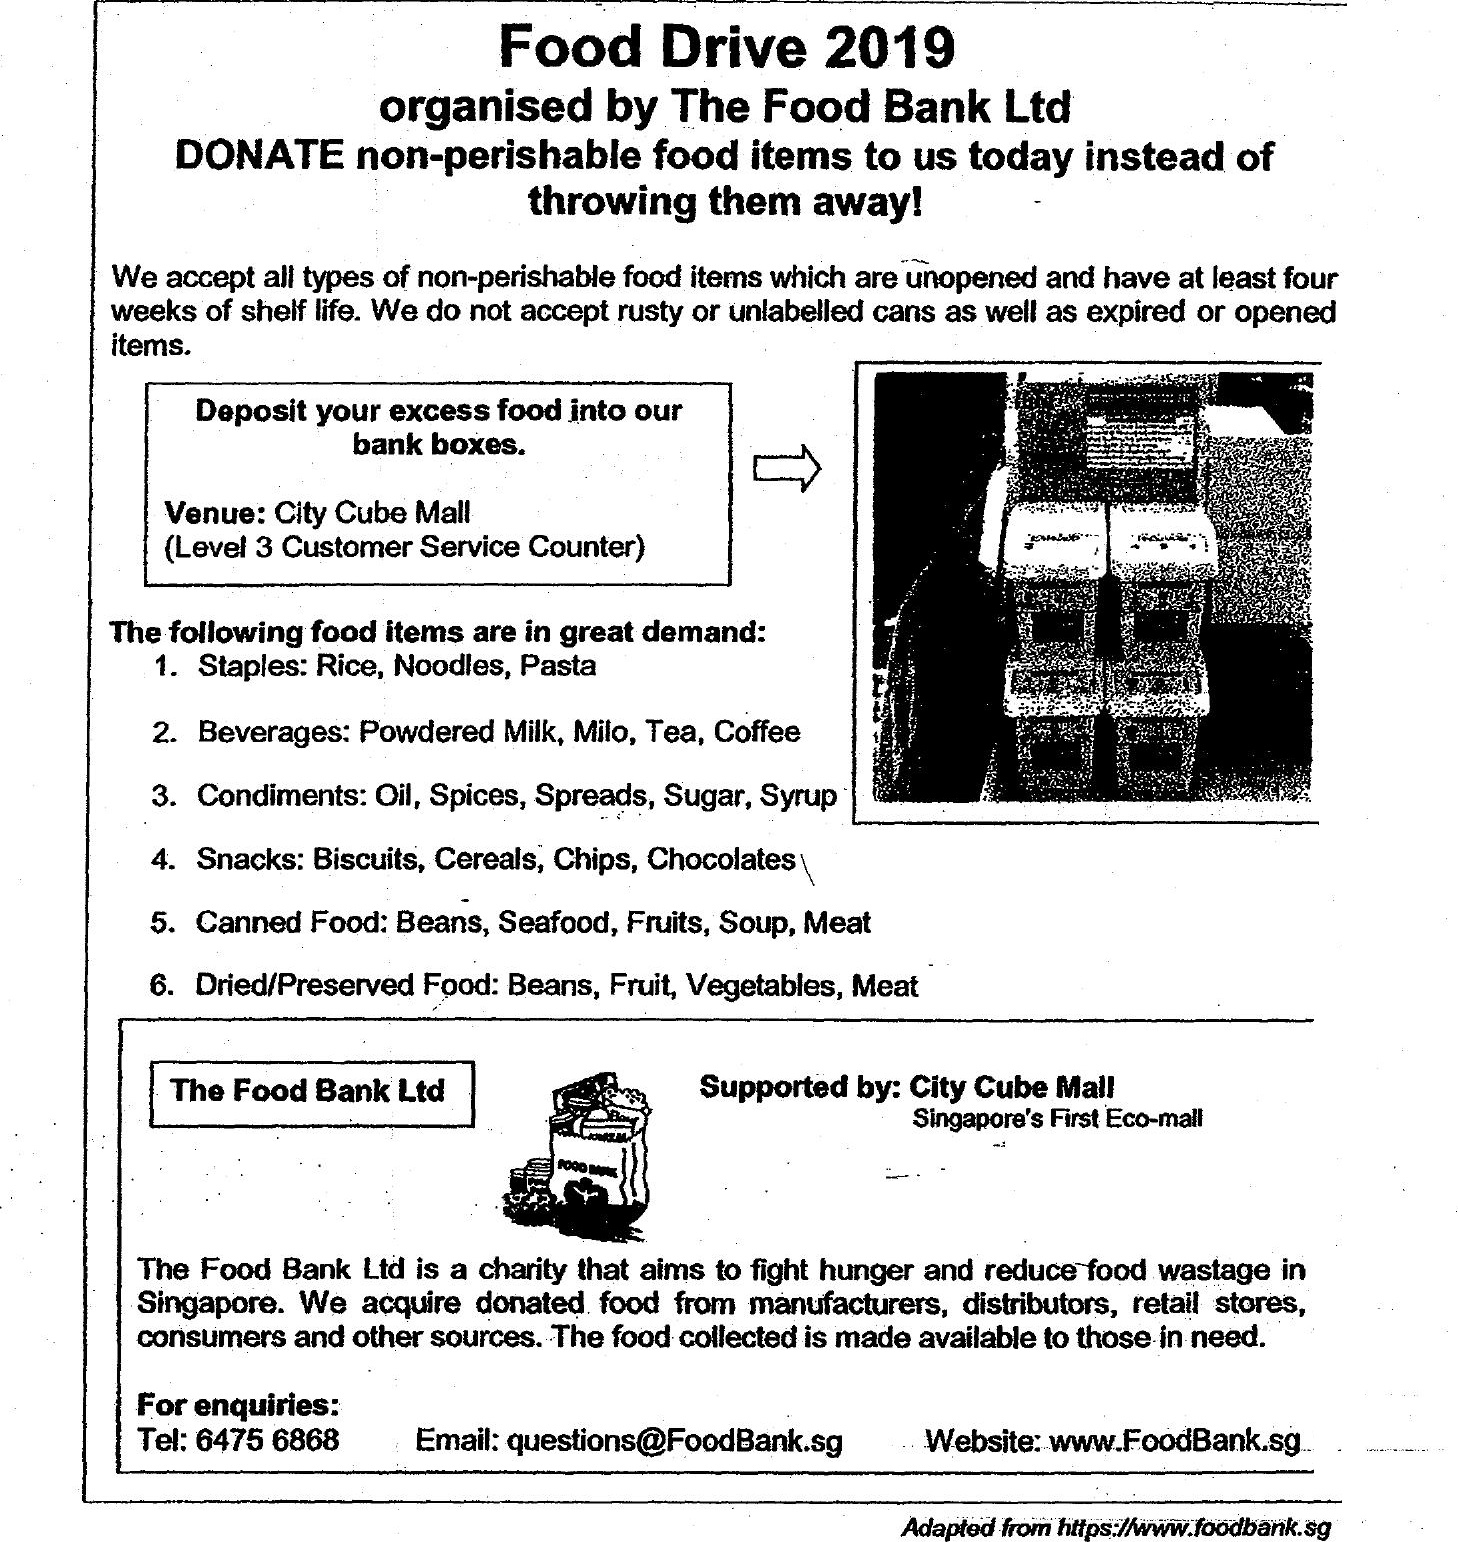 Food Drive 2019
organised by The Food Bank Ltd
DONATE non-perishable food items to us today instead of
throwing them away!
We accept all types of non-perishable food items which are unopened and have at least four
weeks of shelf life. We do not accept rusty or unlabelled cans as well as expired or opened
items.
Deposit your excess food into our
bank boxes.
Venue: City Cube Mall
(Level 3 Customer Service Counter)
The following food items are in great demand:
1. Staples: Rice, Noodles, Pasta
2. Beverages: Powdered Milk, Milo, Tea, Coffee
3. Condiments: Oil, Spices, Spreads, Sugar, Syrup
4. Snacks: Biscuits, Cereals, Chips, Chocolates
5. Canned Food: Beans, Seafood, Fruits, Soup, Meat
6. Dried/Preserved Food: Beans, Fruit, Vegetables, Meat
The Food Bank Ltd
FOOD BANK
Supported by: City Cube Mall
Singapore's First Eco-mall
The Food Bank Ltd is a charity that aims to fight hunger and reduce food wastage in
Singapore. We acquire donated food from manufacturers, distributors, retail stores,
consumers and other sources. The food collected is made available to those in need.
For enquiries:
Tel: 6475 6868 Email: questions@FoodBank.sg Website: www.FoodBank.sg
Adapted from https://www.foodbank.sg